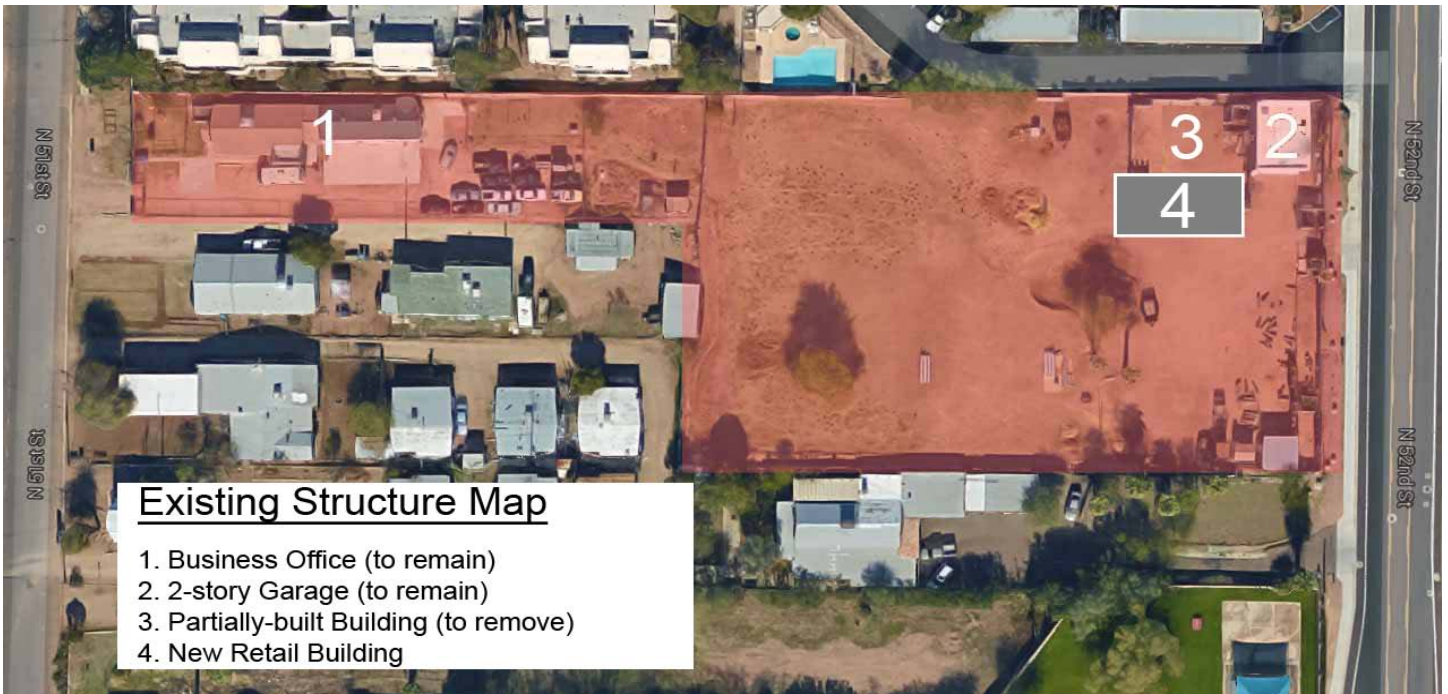 1
3
2
4
N 51st St
N 52nd St
N 51st St
N 52nd St
Existing Structure Map
1. Business Office (to remain)
2. 2-story Garage (to remain)
3. Partially-built Building (to remove)
4. New Retail Building